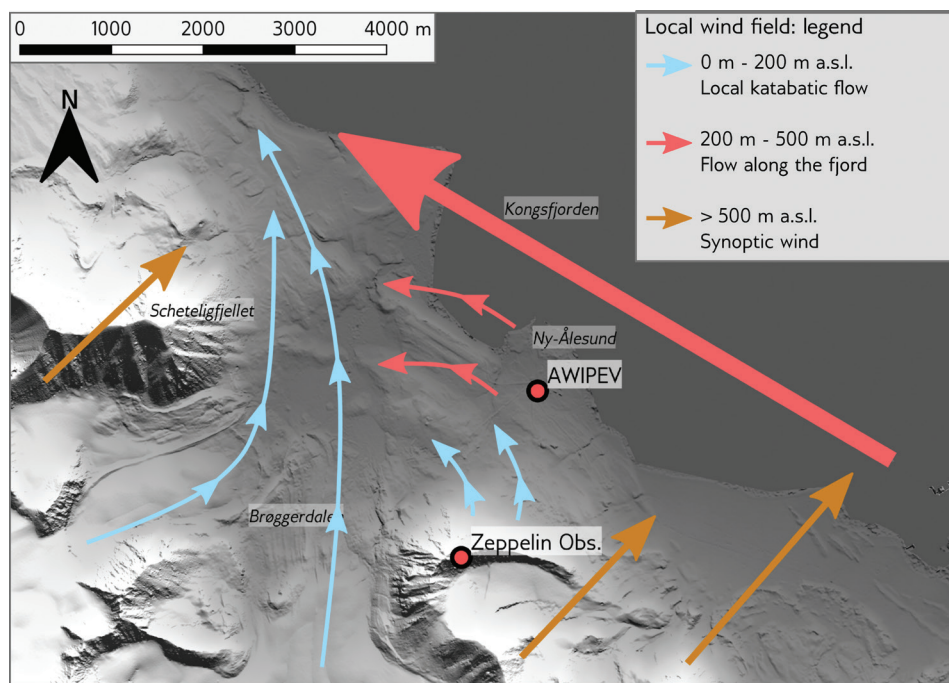 0 1000 2000 3000 4000 m
N
Local wind field: legend
0 m - 200 m a.s.l.
Local katabatic flow
200 m - 500 m a.s.l.
Flow along the fjord
> 500 m a.s.l.
Synoptic wind
Kongsfjorden
Scheteligfjellet
Ny-Ålesund
AWIPEV
Brøggerdalen
Zeppelin Obs.